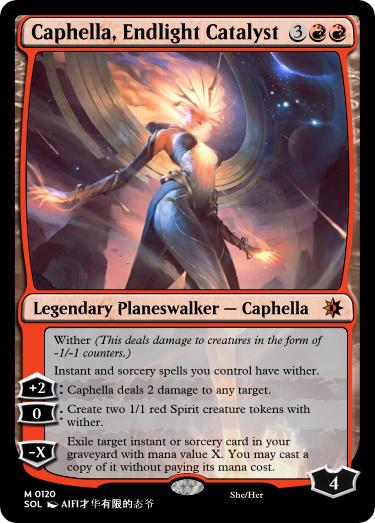 Caphella, Endlight Catalyst 3
Legendary Planeswalker — Caphella
Wither (This deals damage to creatures in the form of
-1/-1 counters.)
Instant and sorcery spells you control have wither.
+2: Caphella deals 2 damage to any target.
0: Create two 1/1 red Spirit creature tokens with
wither.
Exile target instant or sorcery card in your
-X: graveyard with mana value X. You may cast a
copy of it without paying its mana cost.
4
M 0120
She/Her
SOL AIFI才华有限的态爷